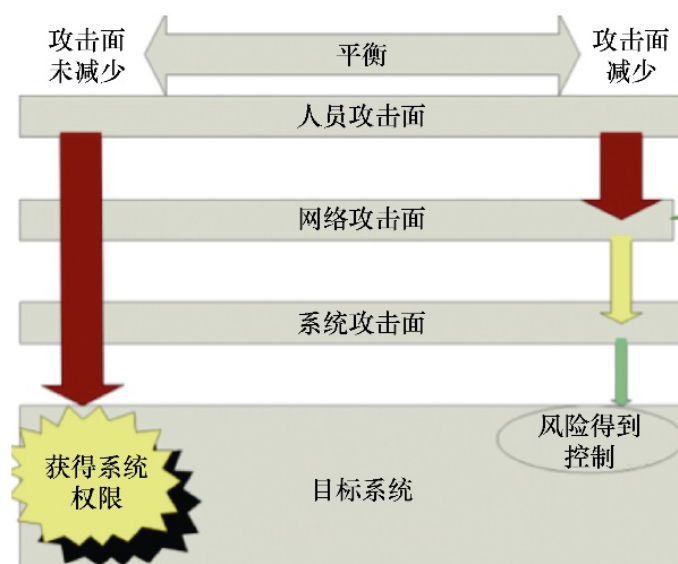 攻击面
未减少
平衡
攻击面
减少
人员攻击面
网络攻击面
系统攻击面
获得系统
权限
目标系统
风险得到
控制